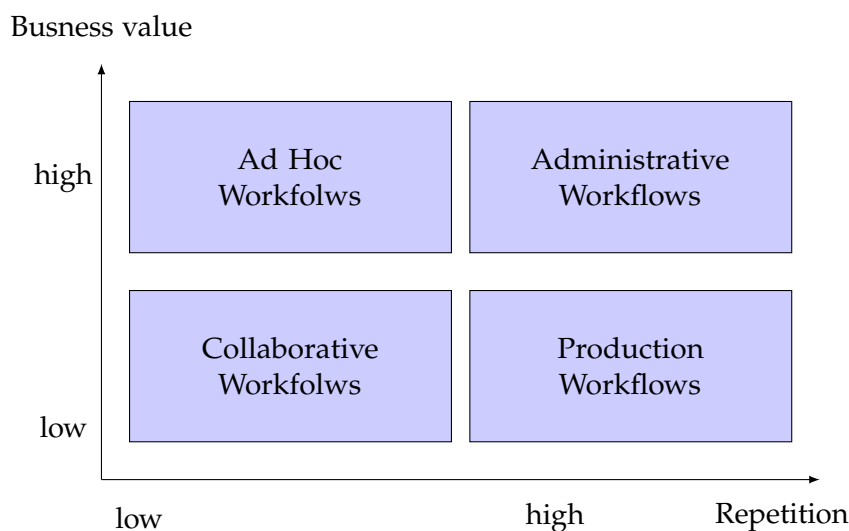 Busness value
high
Ad Hoc
Workfolws
Administrative
Workflows
Collaborative
Workfolws
Production
Workflows
low
low
high
Repetition